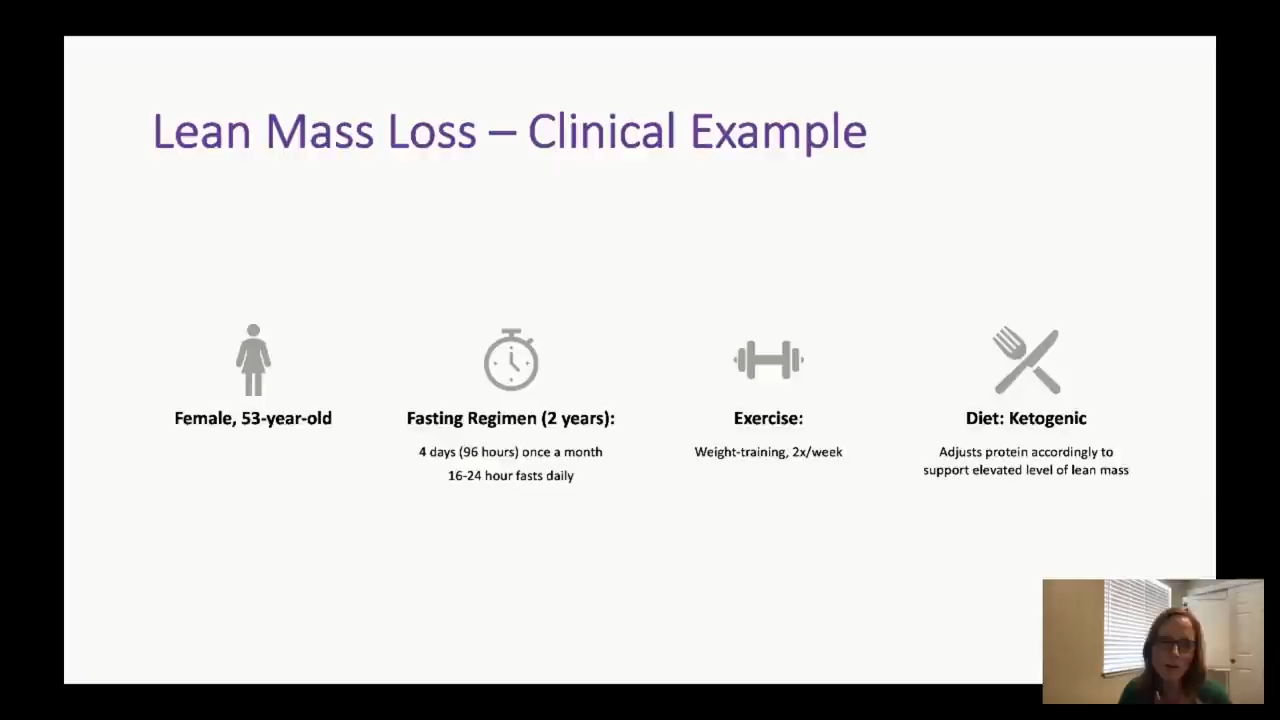 Lean Mass Loss – Clinical Example
Female, 53-year-old
Fasting Regimen (2 years):
4 days (96 hours) once a month
16-24 hour fasts daily
Exercise:
Weight-training, 2x/week
Diet: Ketogenic
Adjusts protein accordingly to
support elevated level of lean mass